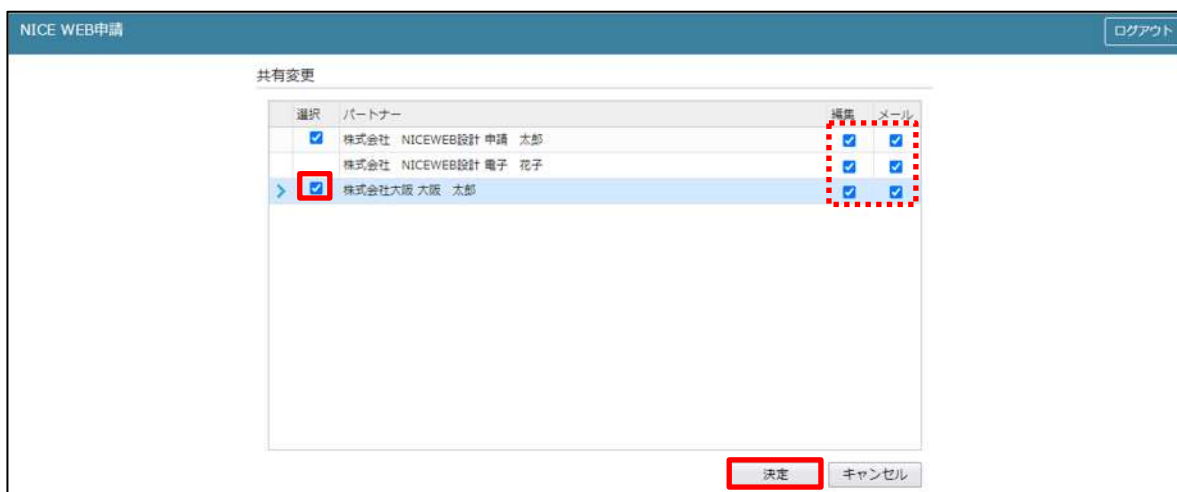 NICE WEB申請 ログアウト
共有変更
選択 パートナー 編集 メール
株式会社　NICEWEB設計 申請　太郎
株式会社　NICEWEB設計 電子　花子
株式会社大阪 大阪　太郎
決定 キャンセル